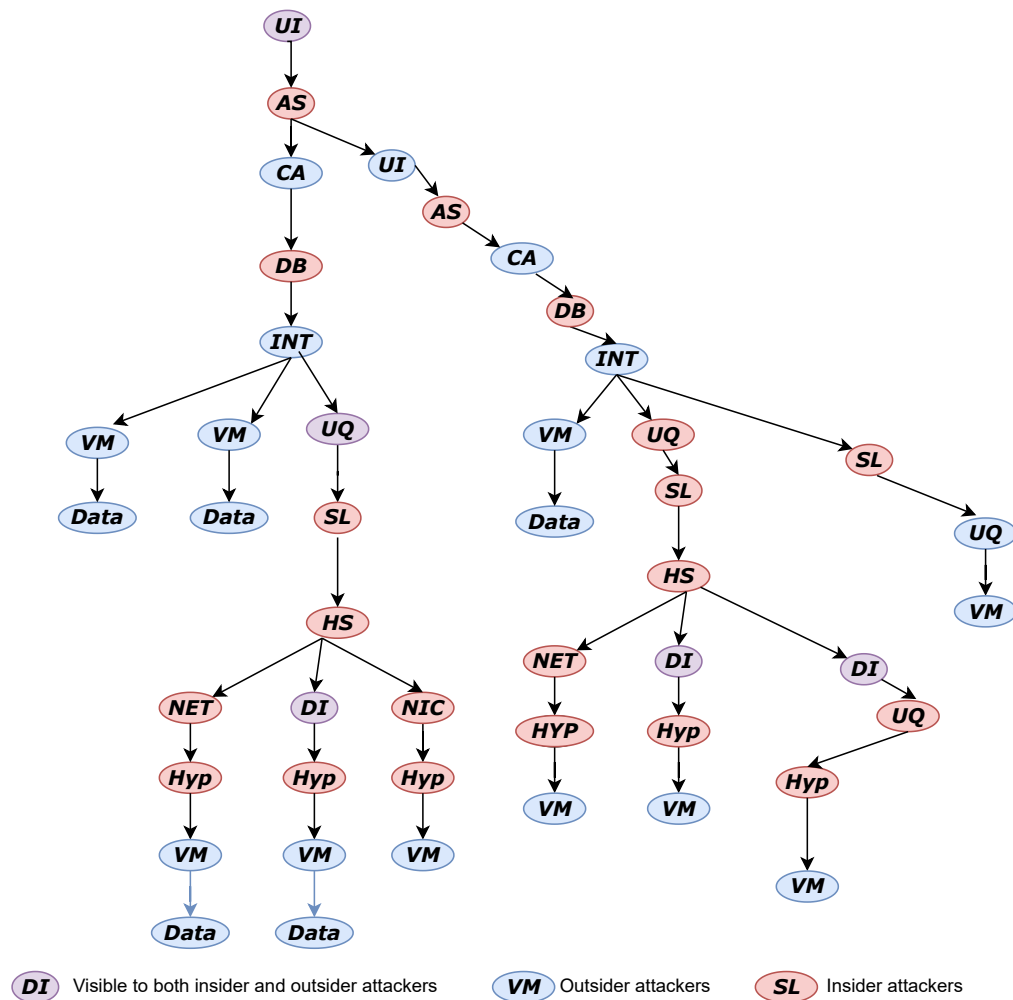 UI
AS
CA
UI
AS
CA
DB
DB
INT
INT
VM
VM
UQ
VM
UQ
SL
Data
Data
SL
Data
SL
UQ
HS
VM
HS
NET
DI
DI
NET
DI
NIC
UQ
HYP
Hyp
Hyp
Hyp
Hyp
Hyp
VM
VM
VM
VM
VM
VM
Data
Data
DI Visible to both insider and outsider attackers VM Outsider attackers SL Insider attackers